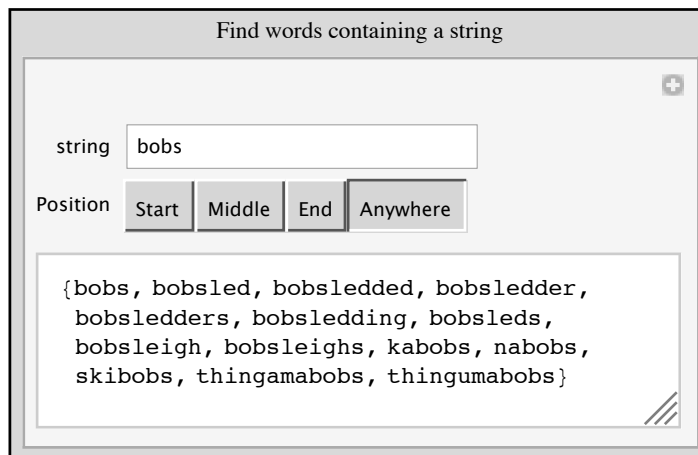 Find words containing a string
string bobs
Position Start Middle End Anywhere
{bobs, bobsled, bobsledded, bobsledder,
bobsledders, bobsledding, bobsleds,
bobsleigh, bobsleighs, kabobs, nabobs,
skibobs, thingamabobs, thingumabobs}